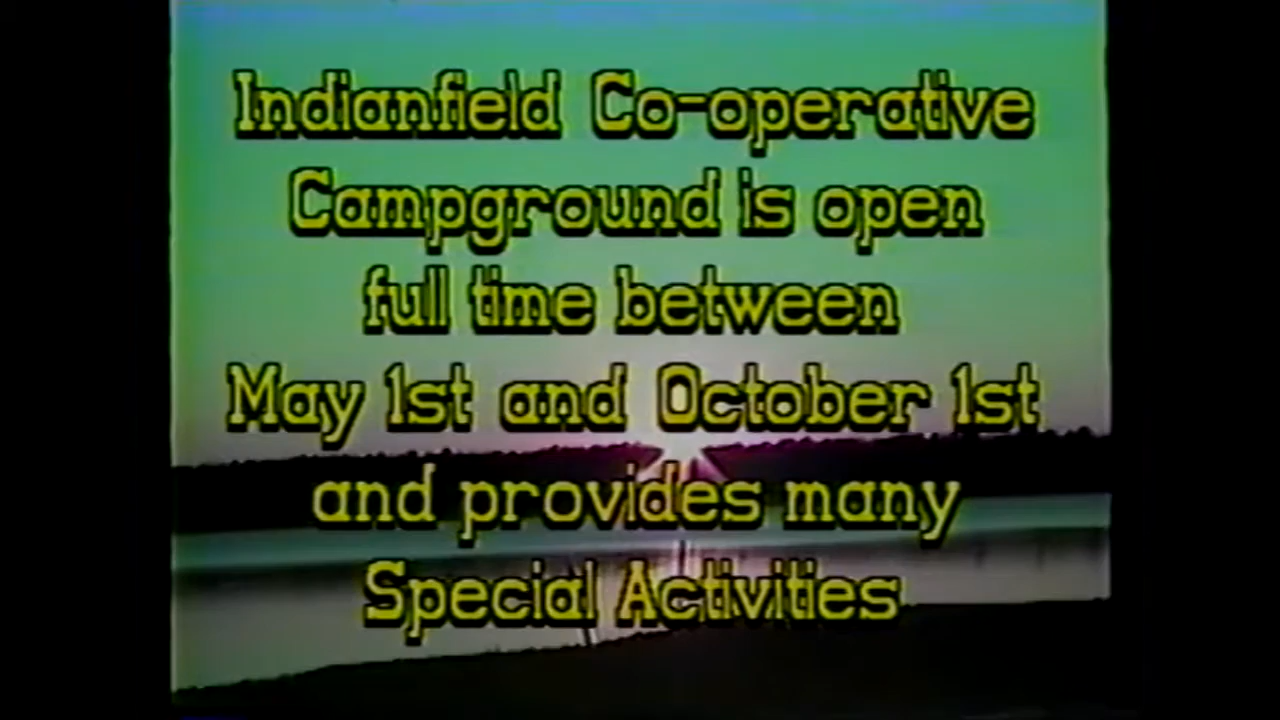 Indianfield Co-operative
Campground is open
full time between
May 1st and October 1st
and provides many
Special Activities